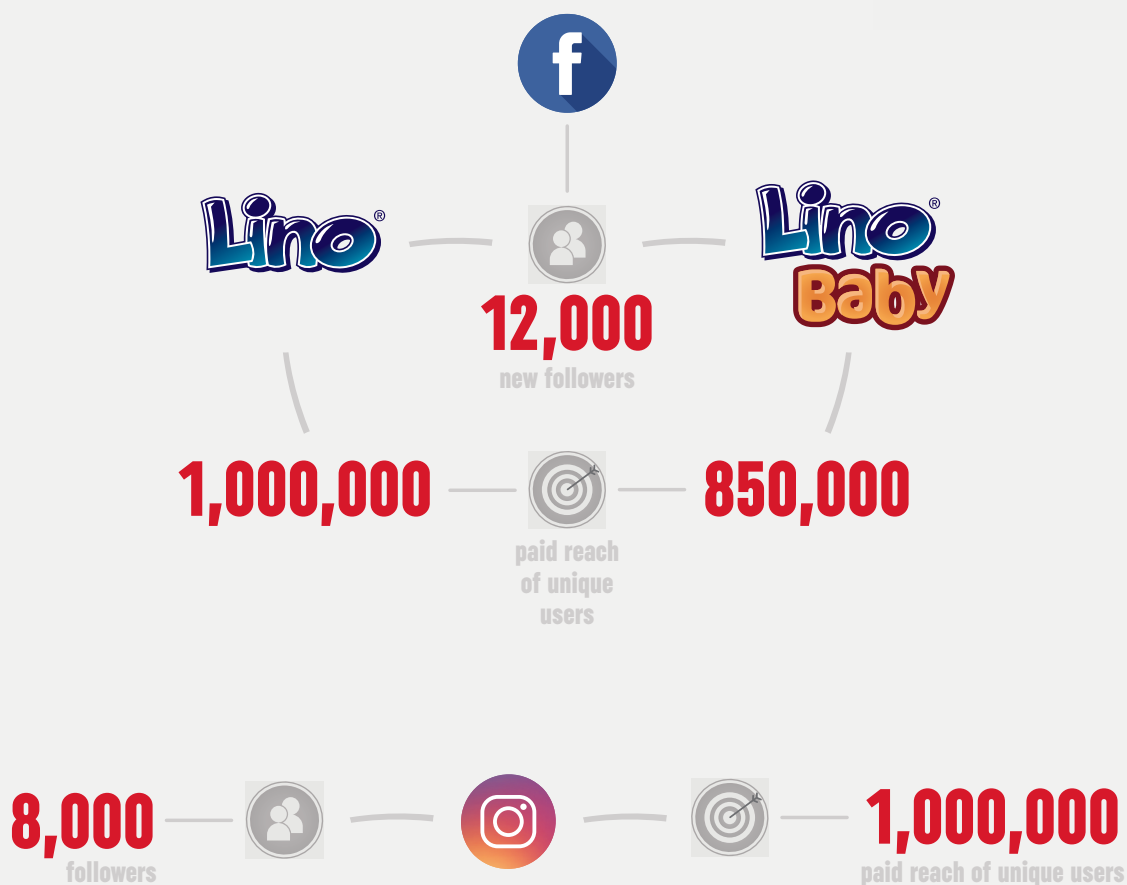 f
Lino®
Lino®
Baby
12,000
new followers
1,000,000
850,000
paid reach
of unique
users
8,000
followers
1,000,000
paid reach of unique users